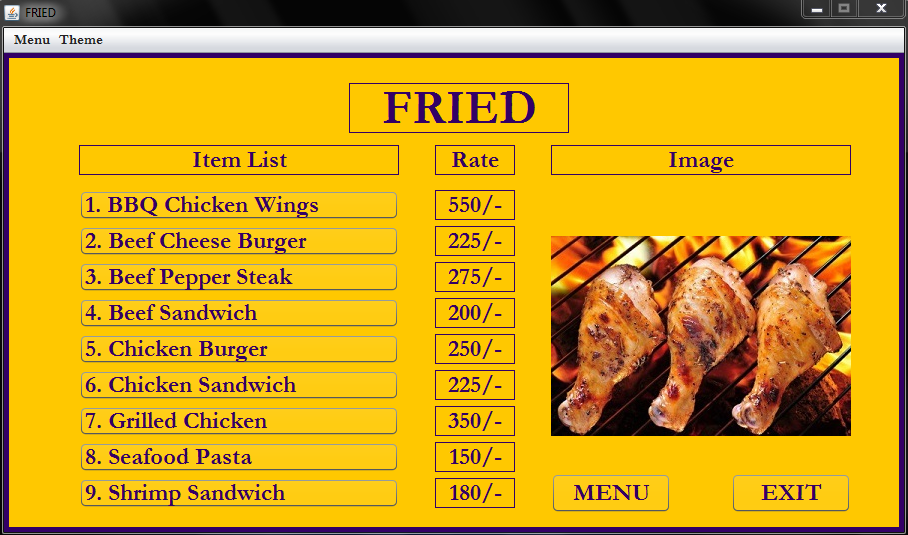 FRIED
Menu Theme
FRIED
Item List Rate Image
1. BBQ Chicken Wings 550/-
2. Beef Cheese Burger 225/-
3. Beef Pepper Steak 275/-
4. Beef Sandwich 200/-
5. Chicken Burger 250/-
6. Chicken Sandwich 225/-
7. Grilled Chicken 350/-
8. Seafood Pasta 150/-
9. Shrimp Sandwich 180/-
MENU EXIT